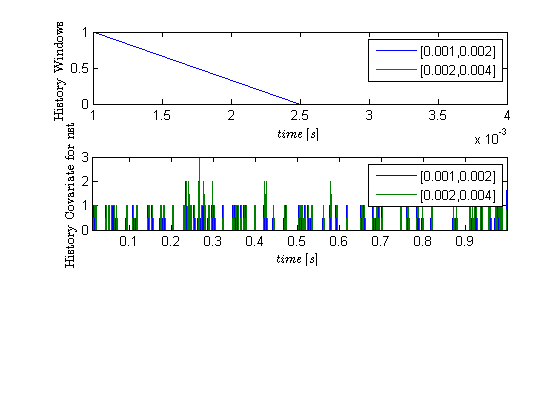 History Windows
1
0.5
0
[0.001,0.002]
[0.002,0.004]
1 1.5 2 2.5 3 3.5 4
time [s]
x 10^-3
History Covariate for nst
3
2
1
0
[0.001,0.002]
[0.002,0.004]
0.1 0.2 0.3 0.4 0.5 0.6 0.7 0.8 0.9
time [s]